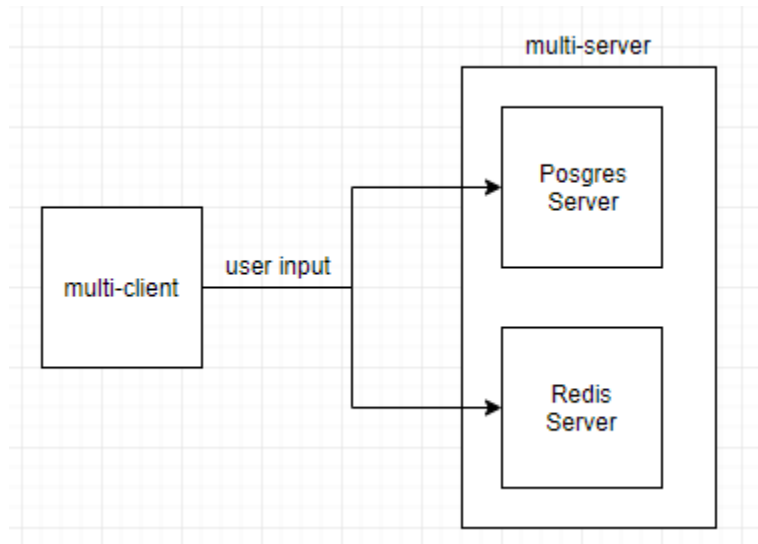 multi-server
Posgres
Server
user input
multi-client
Redis
Server